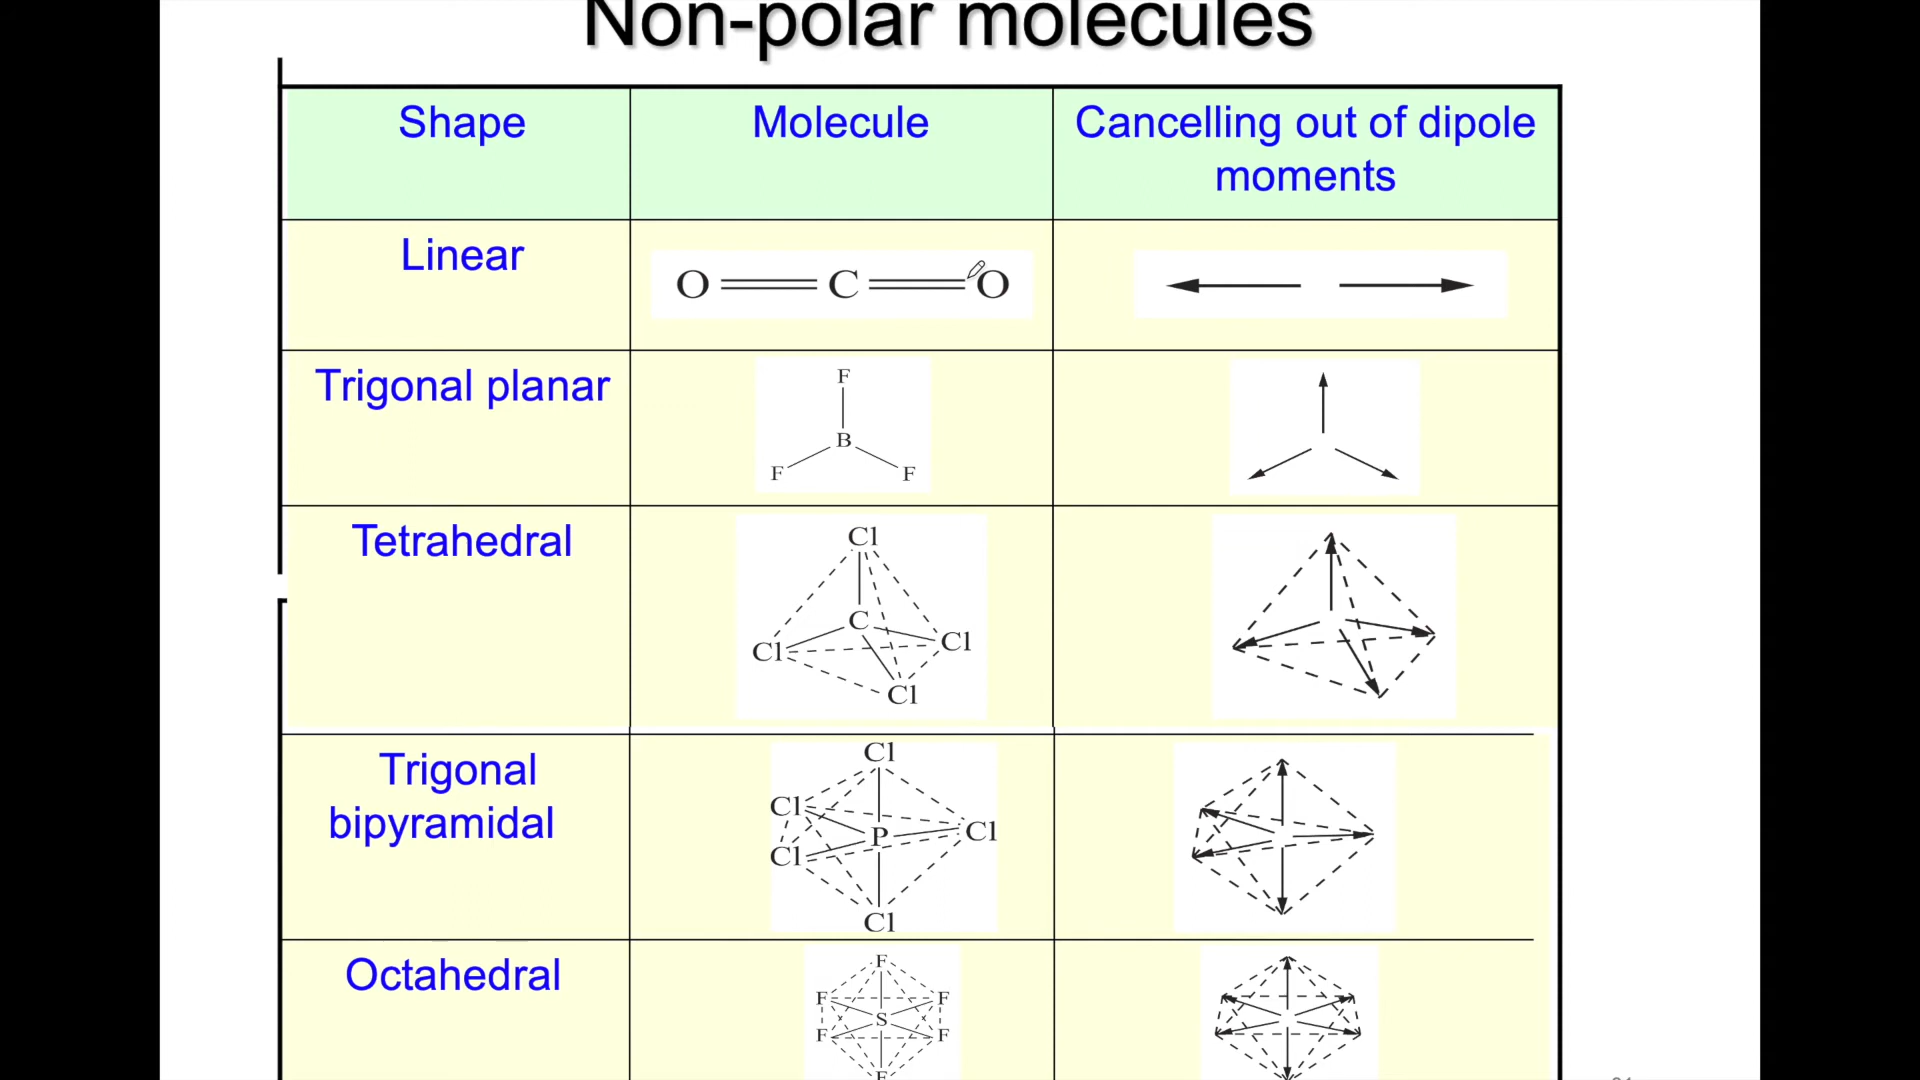 Non-polar molecules
Shape
Molecule
Cancelling out of dipole
moments
Linear
O C O
Trigonal planar
F
B
F F
Tetrahedral
Cl
C
Cl Cl
Cl
Trigonal
bipyramidal
Cl
Cl
P Cl
Cl
Cl
Octahedral
F
F F
S
F F
F